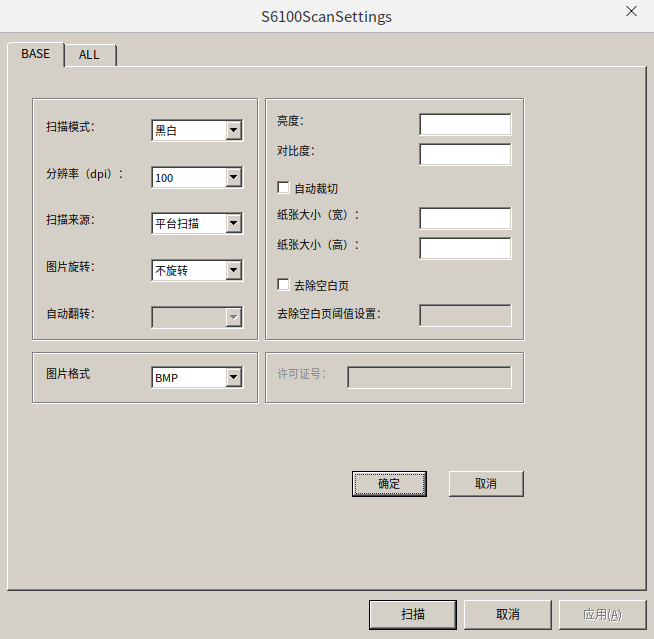 S6100ScanSettings
BASE
ALL
扫描模式：
黑白
分辨率（dpi）：
100
扫描来源：
平台扫描
图片旋转：
不旋转
自动翻转：
亮度：
对比度：
自动裁切
纸张大小（宽）：
纸张大小（高）：
去除空白页
去除空白页阈值设置：
图片格式
BMP
许可证号：
确定
取消
扫描
取消
应用(A)